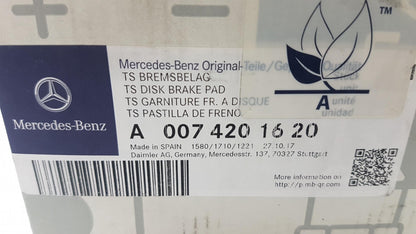 Mercedes-Benz Original-Teile / Ge Qualität
TS BREMSBELAG
TS DISK BRAKE PAD
TS GARNITURE FR. A DISQUE
TS PASTILLA DE FRENO
Mercedes-Benz
A
unité
unidad
A 007 420 16 20
Made in SPAIN 1580/1710/1221 27.10.17
Daimler AG, Germany, Mercedesstr. 137, 70327 Stuttgart
More information on
http://p.mb-qr.com/